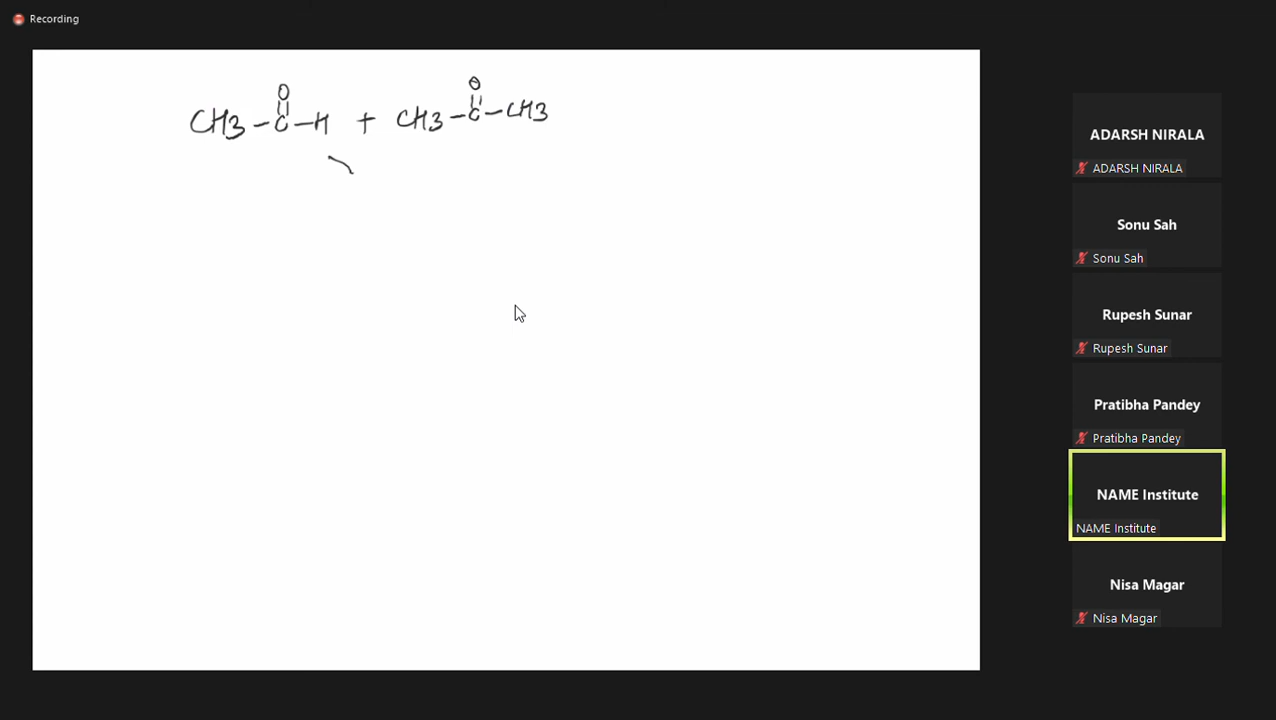 Recording
O O
CH3 - C - H + CH3 - C - CH3
ADARSH NIRALA
ADARSH NIRALA
Sonu Sah
Sonu Sah
Rupesh Sunar
Rupesh Sunar
Pratibha Pandey
Pratibha Pandey
NAME Institute
NAME Institute
Nisa Magar
Nisa Magar